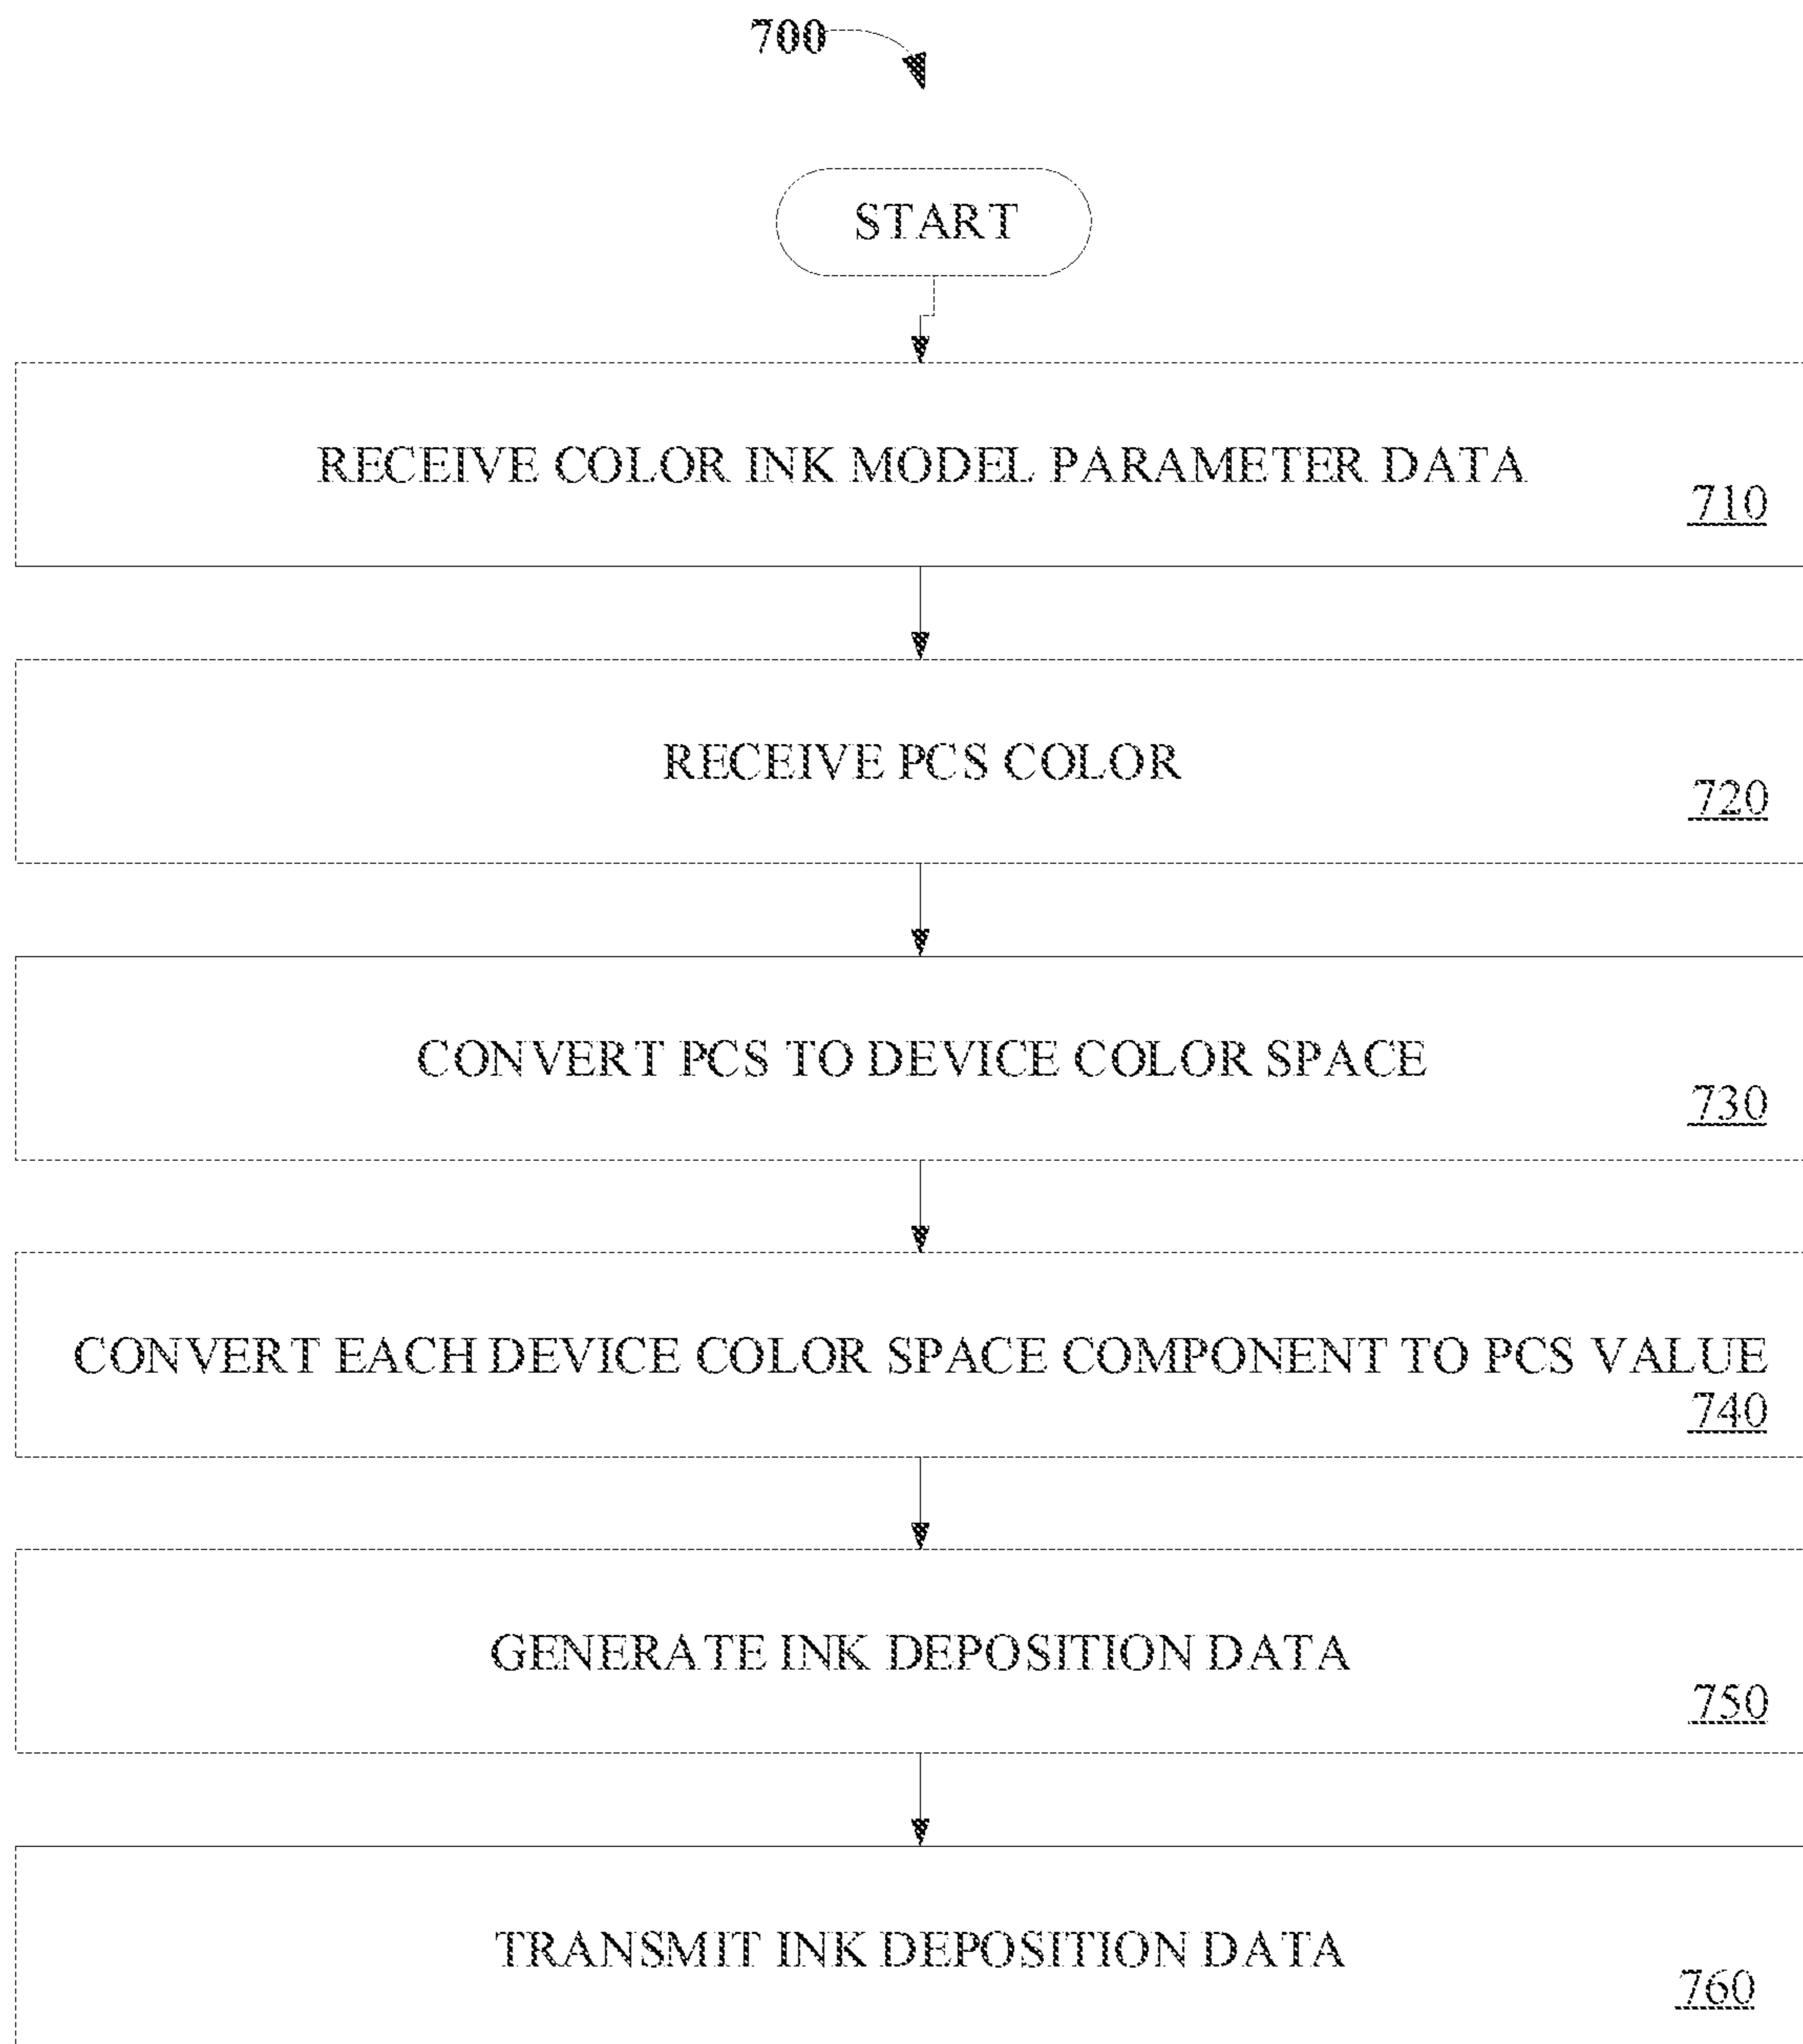 700
START
RECEIVE COLOR INK MODEL PARAMETER DATA
710
RECEIVE PCS COLOR
720
CONVERT PCS TO DEVICE COLOR SPACE
730
CONVERT EACH DEVICE COLOR SPACE COMPONENT TO PCS VALUE
740
GENERATE INK DEPOSITION DATA
750
TRANSMIT INK DEPOSITION DATA
760